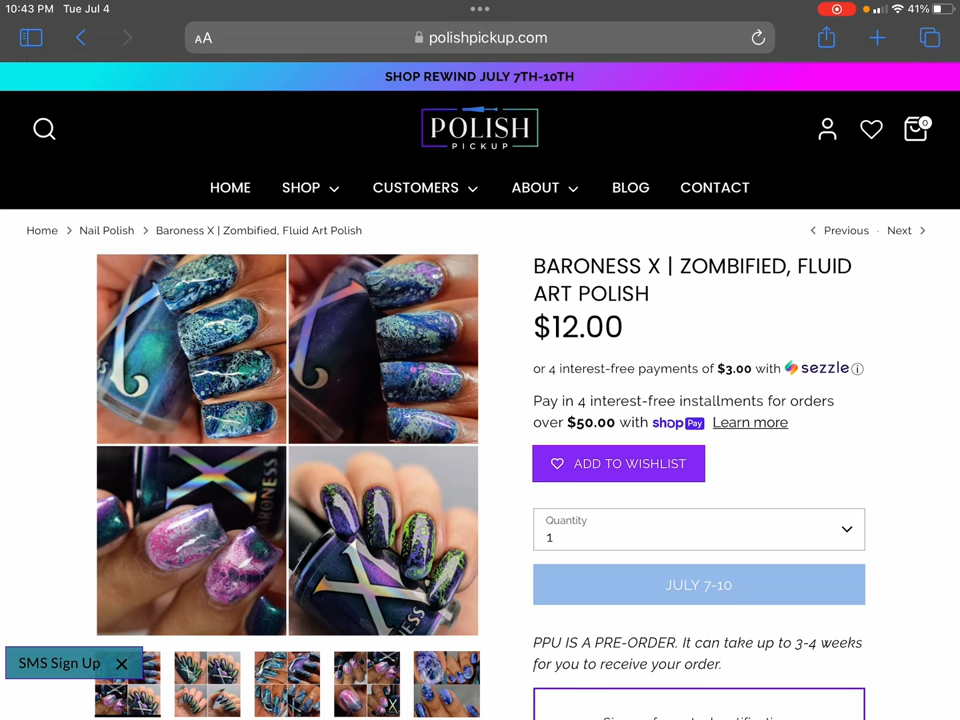 10:43 PM Tue Jul 4
41%
AA
polishpickup.com
SHOP REWIND JULY 7TH-10TH
POLISH
PICKUP
0
HOME SHOP CUSTOMERS ABOUT BLOG CONTACT
Home > Nail Polish > Baroness X | Zombified, Fluid Art Polish
< Previous · Next >
BARONESS X | ZOMBIFIED, FLUID
ART POLISH
$12.00
or 4 interest-free payments of $3.00 with sezzle
Pay in 4 interest-free installments for orders
over $50.00 with shop Pay Learn more
ADD TO WISHLIST
Quantity
1
JULY 7-10
PPU IS A PRE-ORDER. It can take up to 3-4 weeks
for you to receive your order.
X
BARONESS
X
SMS Sign Up X